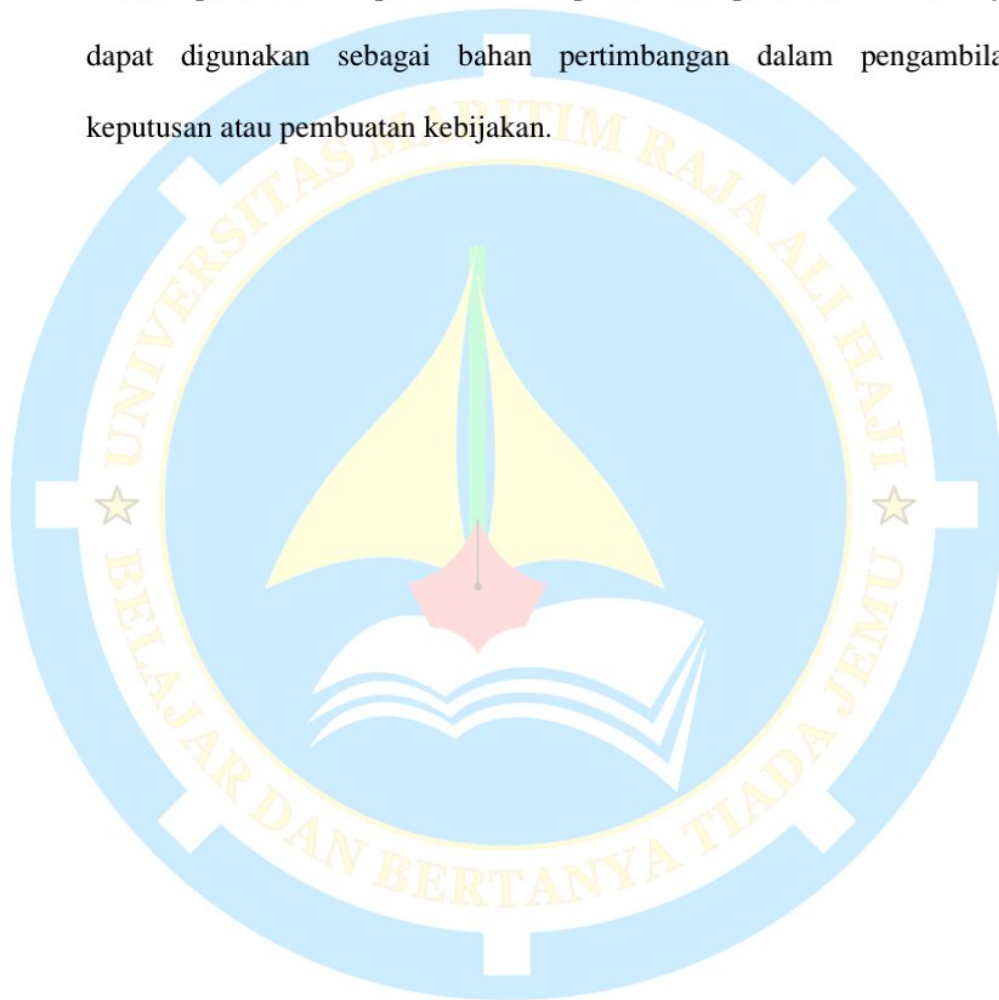 dapat digunakan sebagai bahan pertimbangan dalam
keputusan atau pembuatan kebijakan.
UNIVERSITAS MARITIM RAJA ALI HAJI
BELAJAR DAN BERTANYA TIADA JEMU